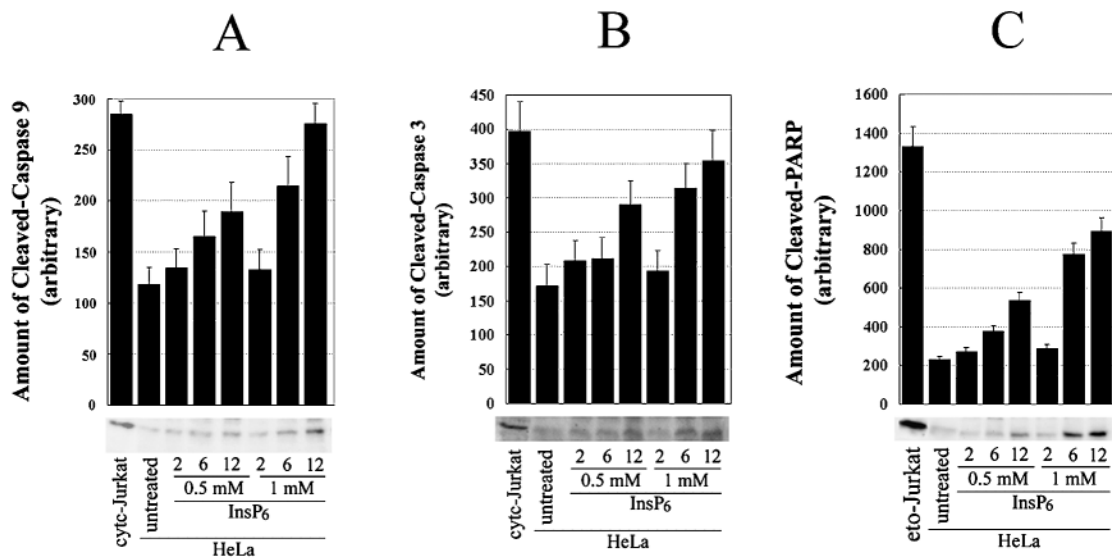 A
Amount of Cleaved-Caspase 9
(arbitrary)
300
250
200
150
100
50
0
cytc-Jurkat
untreated
2 6 12 2 6 12
0.5 mM 1 mM
InsP6
HeLa
B
Amount of Cleaved-Caspase 3
(arbitrary)
450
400
350
300
250
200
150
100
50
0
cytc-Jurkat
untreated
2 6 12 2 6 12
0.5 mM 1 mM
InsP6
HeLa
C
Amount of Cleaved-PARP
(arbitrary)
1600
1400
1200
1000
800
600
400
200
0
eto-Jurkat
untreated
2 6 12 2 6 12
0.5 mM 1 mM
InsP6
HeLa